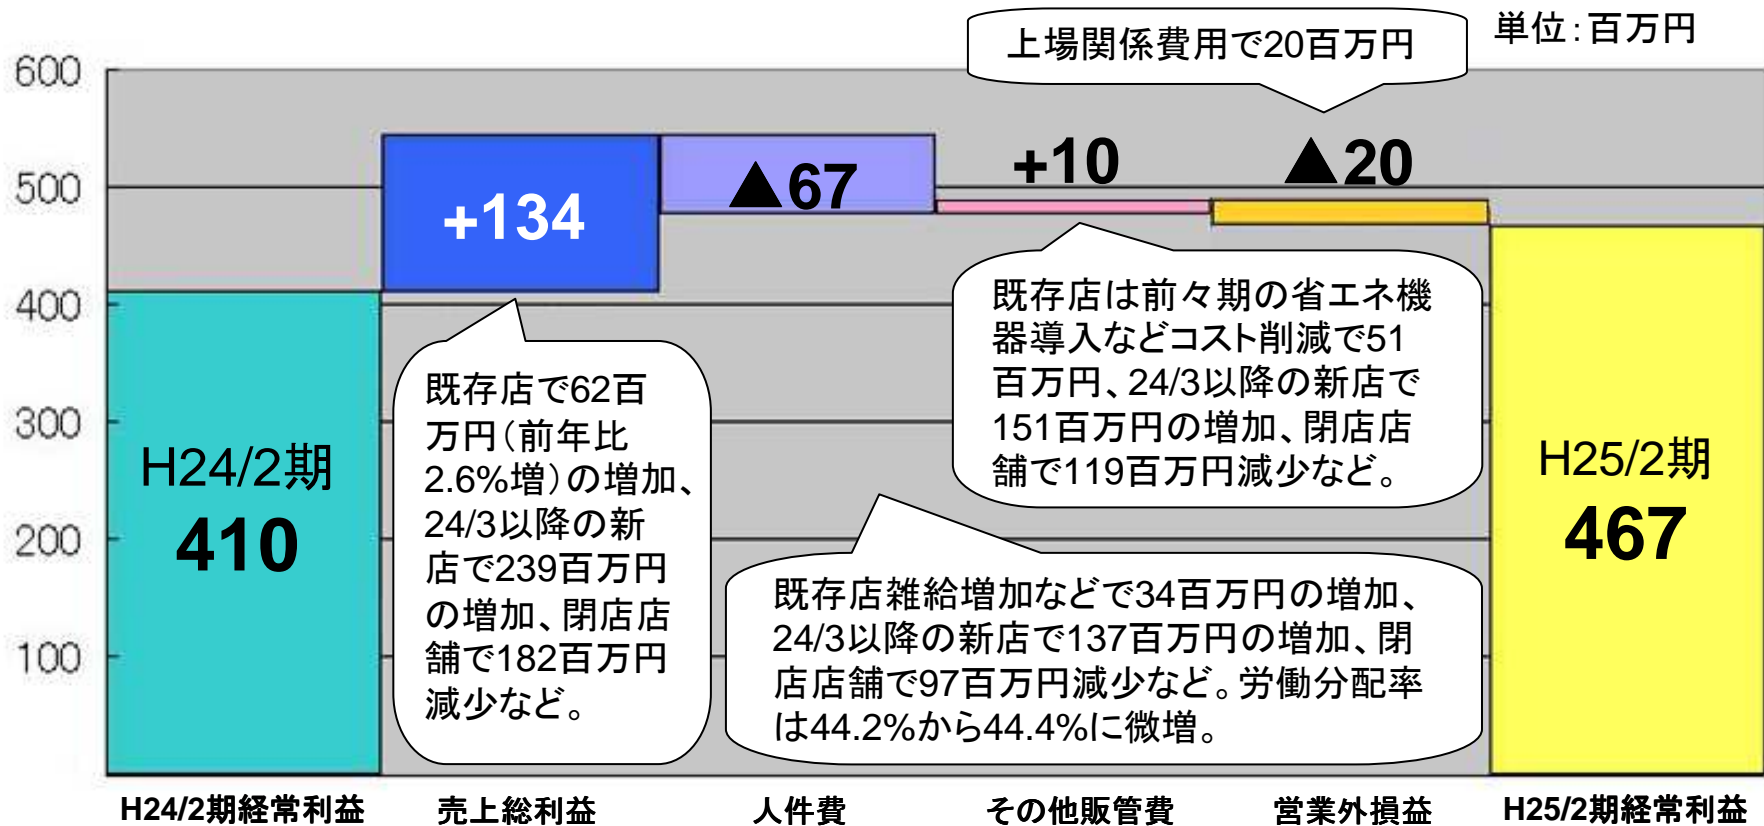 単位:百万円
上場関係費用で20百万円
600
500
400
300
200
100
H24/2期
410
+134
▲67
+10
▲20
H25/2期
467
既存店で62百
万円(前年比
2.6%増)の増加、
24/3以降の新
店で239百万円
の増加、閉店店
舗で182百万円
減少など。
既存店は前々期の省エネ機
器導入などコスト削減で51
百万円、24/3以降の新店で
151百万円の増加、閉店店
舗で119百万円減少など。
既存店雑給増加などで34百万円の増加、
24/3以降の新店で137百万円の増加、閉
店店舗で97百万円減少など。労働分配率
は44.2%から44.4%に微増。
H24/2期経常利益
売上総利益
人件費
その他販管費
営業外損益
H25/2期経常利益